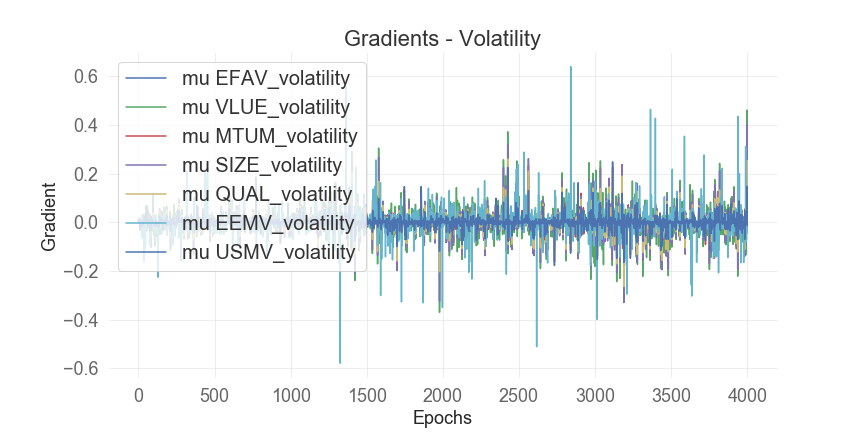 Gradients - Volatility
mu EFAV_volatility
mu VLUE_volatility
mu MTUM_volatility
mu SIZE_volatility
mu QUAL_volatility
mu EEMV_volatility
mu USMV_volatility
Gradient
0.6
0.4
0.2
0.0
−0.2
−0.4
−0.6
0 500 1000 1500 2000 2500 3000 3500 4000
Epochs